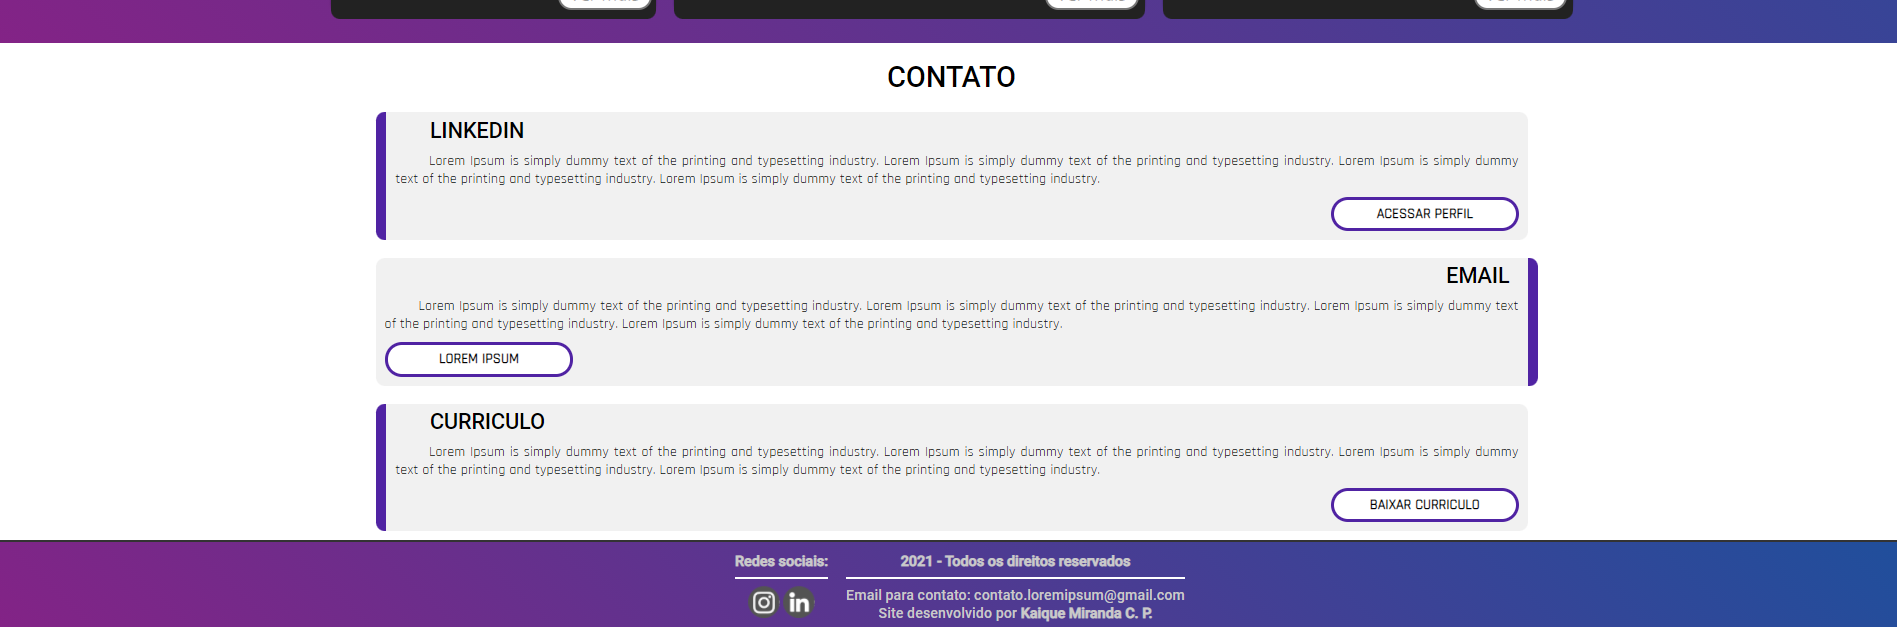 CONTATO
LINKEDIN
Lorem Ipsum is simply dummy text of the printing and typesetting industry. Lorem Ipsum is simply dummy text of the printing and typesetting industry. Lorem Ipsum is simply dummy
text of the printing and typesetting industry. Lorem Ipsum is simply dummy text of the printing and typesetting industry.
ACESSAR PERFIL
EMAIL
Lorem Ipsum is simply dummy text of the printing and typesetting industry. Lorem Ipsum is simply dummy text of the printing and typesetting industry. Lorem Ipsum is simply dummy text
of the printing and typesetting industry. Lorem Ipsum is simply dummy text of the printing and typesetting industry.
LOREM IPSUM
CURRICULO
Lorem Ipsum is simply dummy text of the printing and typesetting industry. Lorem Ipsum is simply dummy text of the printing and typesetting industry. Lorem Ipsum is simply dummy
text of the printing and typesetting industry. Lorem Ipsum is simply dummy text of the printing and typesetting industry.
BAIXAR CURRICULO
Redes sociais:
in
2021 - Todos os direitos reservados
Email para contato: contato.loremipsum@gmail.com
Site desenvolvido por Kaique Miranda C. P.